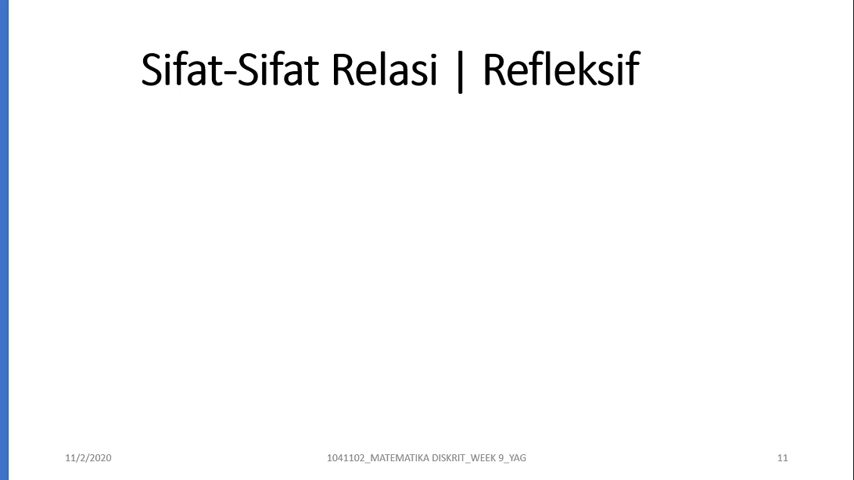 Sifat-Sifat Relasi | Refleksif
11/2/2020
1041102_MATEMATIKA DISKRIT_WEEK 9_YAG
11